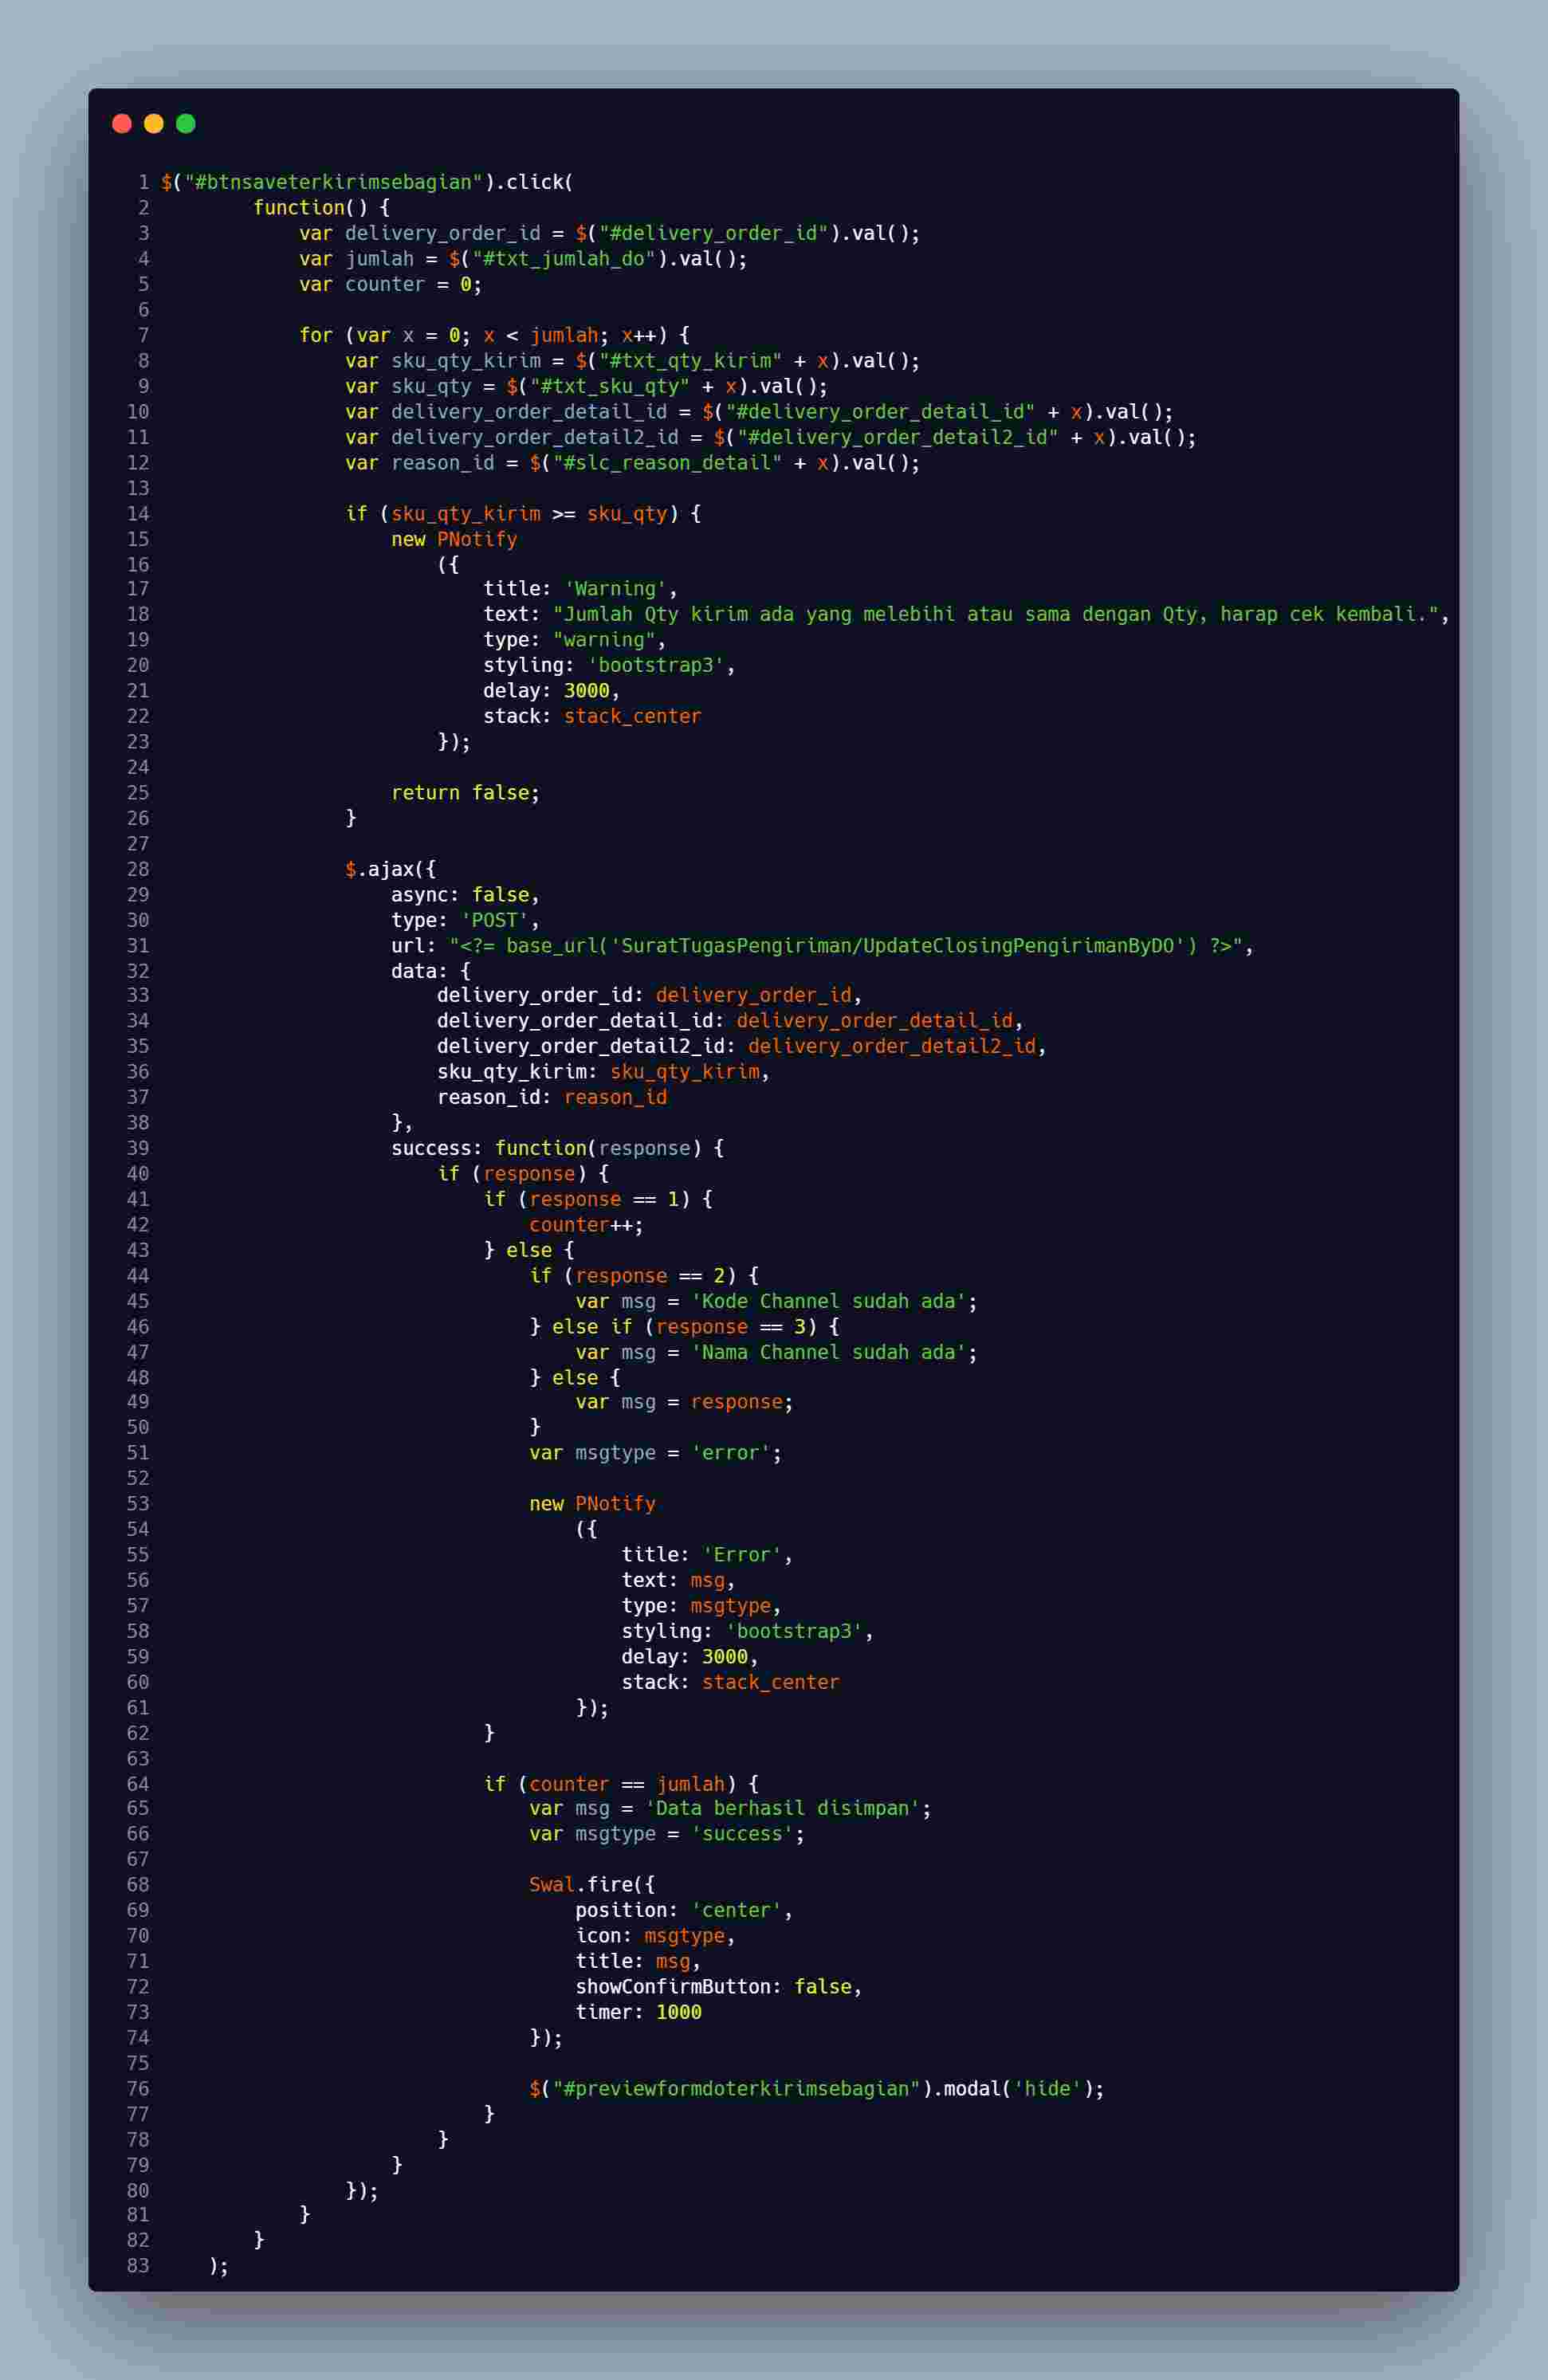 1 $("#btnsaveterkirimsebagian").click(
2         function() {
3             var delivery_order_id = $("#delivery_order_id").val();
4             var jumlah = $("#txt_jumlah_do").val();
5             var counter = 0;
6
7             for (var x = 0; x < jumlah; x++) {
8                 var sku_qty_kirim = $("#txt_qty_kirim" + x).val();
9                 var sku_qty = $("#txt_sku_qty" + x).val();
10                 var delivery_order_detail_id = $("#delivery_order_detail_id" + x).val();
11                 var delivery_order_detail2_id = $("#delivery_order_detail2_id" + x).val();
12                 var reason_id = $("#slc_reason_detail" + x).val();
13
14                 if (sku_qty_kirim >= sku_qty) {
15                     new PNotify
16                         ({
17                             title: 'Warning',
18                             text: "Jumlah Qty kirim ada yang melebihi atau sama dengan Qty, harap cek kembali.",
19                             type: "warning",
20                             styling: 'bootstrap3',
21                             delay: 3000,
22                             stack: stack_center
23                         });
24
25                     return false;
26                 }
27
28                 $.ajax({
29                     async: false,
30                     type: 'POST',
31                     url: "<?= base_url('SuratTugasPengiriman/UpdateClosingPengirimanByDO') ?>",
32                     data: {
33                         delivery_order_id: delivery_order_id,
34                         delivery_order_detail_id: delivery_order_detail_id,
35                         delivery_order_detail2_id: delivery_order_detail2_id,
36                         sku_qty_kirim: sku_qty_kirim,
37                         reason_id: reason_id
38                     },
39                     success: function(response) {
40                         if (response) {
41                             if (response == 1) {
42                                 counter++;
43                             } else {
44                                 if (response == 2) {
45                                     var msg = 'Kode Channel sudah ada';
46                                 } else if (response == 3) {
47                                     var msg = 'Nama Channel sudah ada';
48                                 } else {
49                                     var msg = response;
50                                 }
51                                 var msgtype = 'error';
52
53                                 new PNotify
54                                     ({
55                                         title: 'Error',
56                                         text: msg,
57                                         type: msgtype,
58                                         styling: 'bootstrap3',
59                                         delay: 3000,
60                                         stack: stack_center
61                                     });
62                             }
63
64                             if (counter == jumlah) {
65                                 var msg = 'Data berhasil disimpan';
66                                 var msgtype = 'success';
67
68                                 Swal.fire({
69                                     position: 'center',
70                                     icon: msgtype,
71                                     title: msg,
72                                     showConfirmButton: false,
73                                     timer: 1000
74                                 });
75
76                                 $("#previewformdoterkirimsebagian").modal('hide');
77                             }
78                         }
79                     }
80                 });
81             }
82         }
83     );